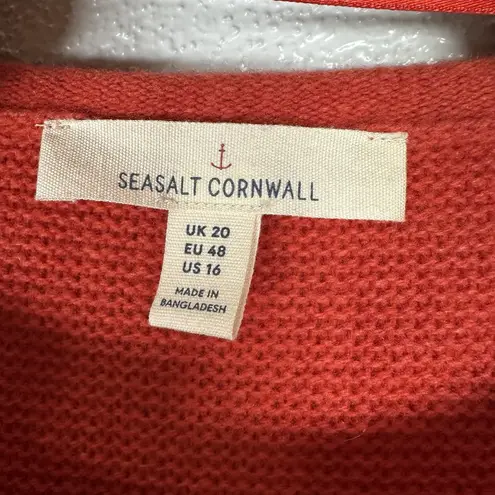 SEASALT CORNWALL
UK 20
EU 48
US 16
MADE IN
BANGLADESH